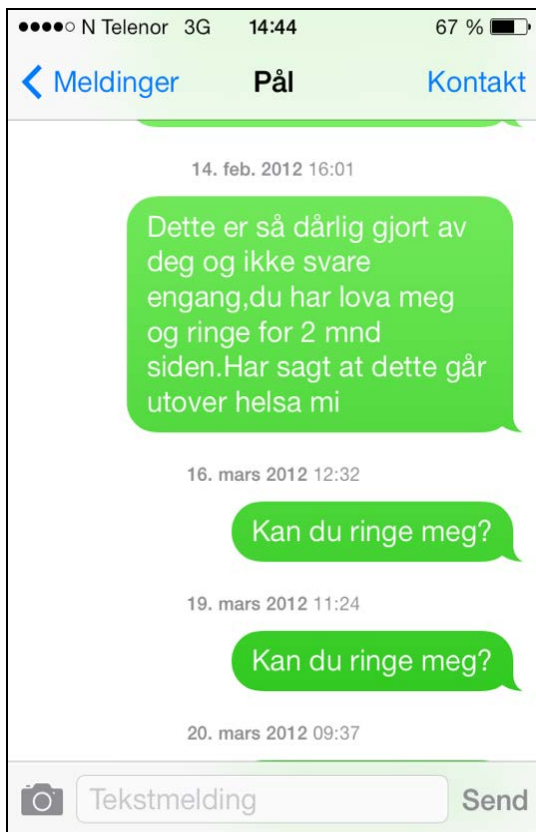 N Telenor 3G 14:44 67 %
Meldinger Pål Kontakt
14. feb. 2012 16:01
Dette er så dårlig gjort av
deg og ikke svare
engang,du har lova meg
og ringe for 2 mnd
siden.Har sagt at dette går
utover helsa mi
16. mars 2012 12:32
Kan du ringe meg?
19. mars 2012 11:24
Kan du ringe meg?
20. mars 2012 09:37
Tekstmelding Send